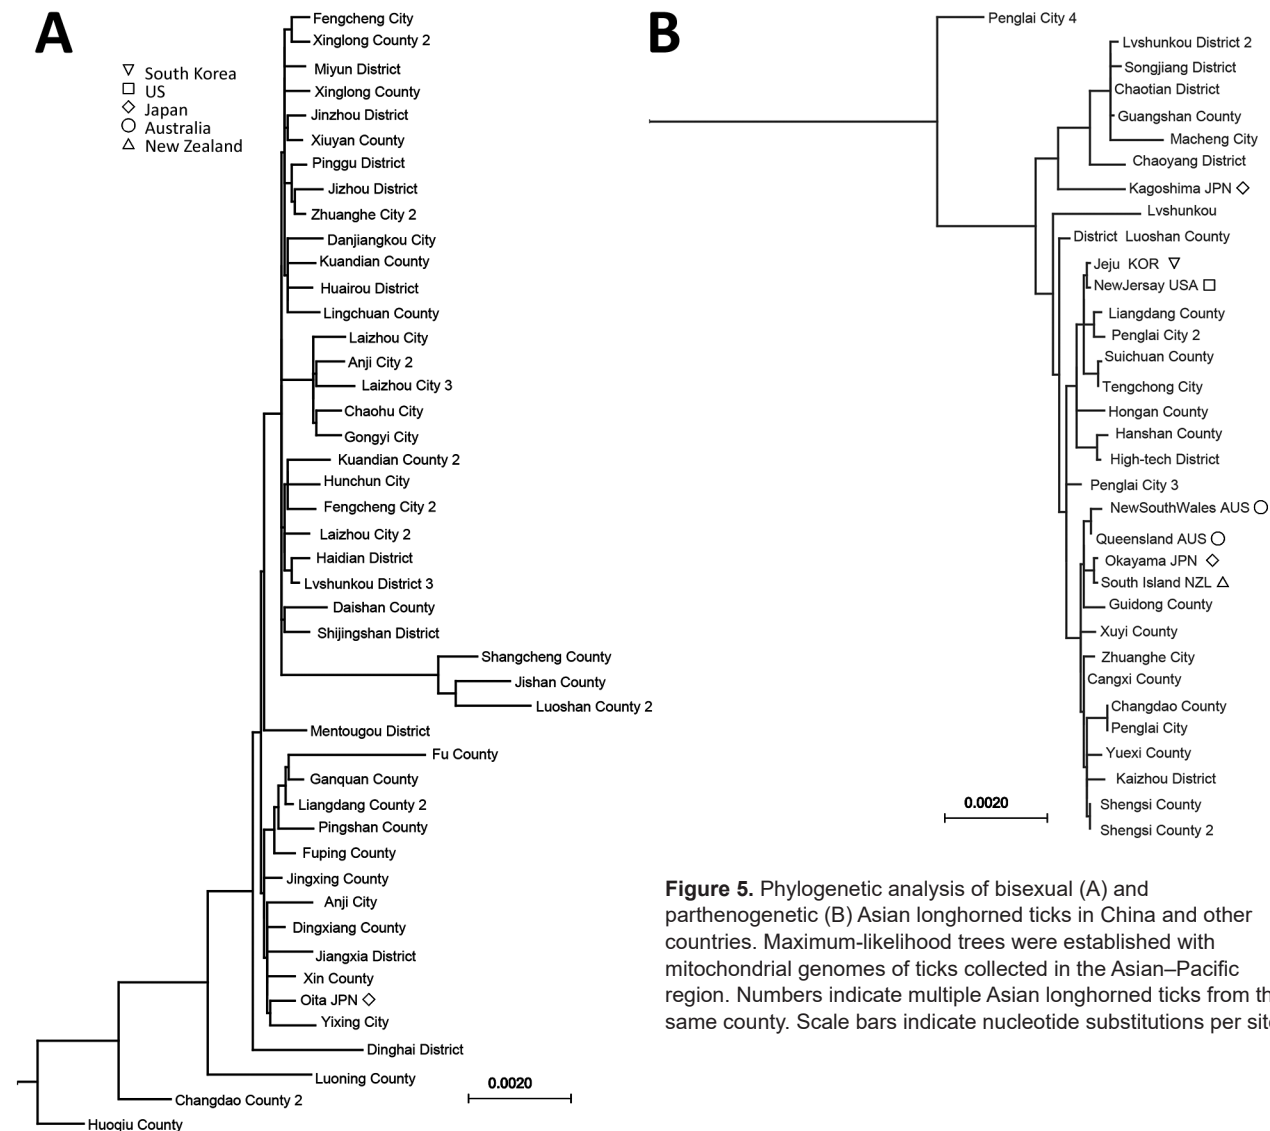 A
South Korea
US
Japan
Australia
New Zealand
Fengcheng City
Xinglong County 2
Miyun District
Xinglong County
Jinzhou District
Xiuyan County
Pinggu District
Jizhou District
Zhuanghe City 2
Danjiangkou City
Kuandian County
Huairou District
Lingchuan County
Laizhou City
Anji City 2
Laizhou City 3
Chaohu City
Gongyi City
Kuandian County 2
Hunchun City
Fengcheng City 2
Laizhou City 2
Haidian District
Lvshunkou District 3
Daishan County
Shijingshan District
Shangcheng County
Jishan County
Luoshan County 2
Mentougou District
Fu County
Ganquan County
Liangdang County 2
Pingshan County
Fuping County
Jingxing County
Anji City
Dingxiang County
Jiangxia District
Xin County
Oita JPN
Yixing City
Dinghai District
Luoning County
Changdao County 2
Huoqiu County
0.0020
B
Penglai City 4
Lvshunkou District 2
Songjiang District
Chaotian District
Guangshan County
Macheng City
Chaoyang District
Kagoshima JPN
Lvshunkou
District Luoshan County
Jeju KOR
NewJersay USA
Liangdang County
Penglai City 2
Suichuan County
Tengchong City
Hongan County
Hanshan County
High-tech District
Penglai City 3
NewSouthWales AUS
Queensland AUS
Okayama JPN
South Island NZL
Guidong County
Xuyi County
Zhuanghe City
Cangxi County
Changdao County
Penglai City
Yuexi County
Kaizhou District
Shengsi County
Shengsi County 2
0.0020
Figure 5. Phylogenetic analysis of bisexual (A) and
parthenogenetic (B) Asian longhorned ticks in China and other
countries. Maximum-likelihood trees were established with
mitochondrial genomes of ticks collected in the Asian–Pacific
region. Numbers indicate multiple Asian longhorned ticks from th
same county. Scale bars indicate nucleotide substitutions per sit